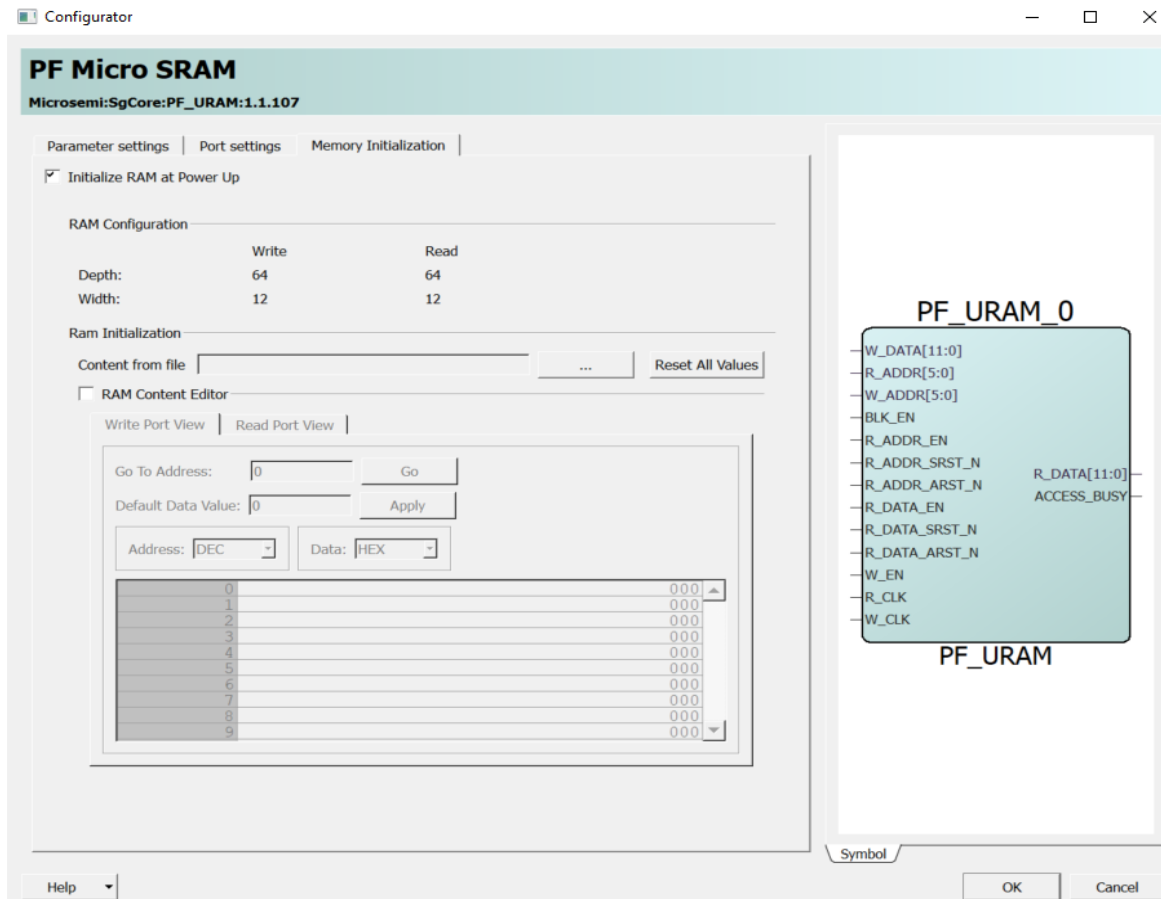 Configurator
PF Micro SRAM
Microsemi:SgCore:PF_URAM:1.1.107
Parameter settings Port settings Memory Initialization
Initialize RAM at Power Up
RAM Configuration
Write Read
Depth: 64 64
Width: 12 12
Ram Initialization
Content from file ... Reset All Values
RAM Content Editor
Write Port View Read Port View
Go To Address: 0 Go
Default Data Value: 0 Apply
Address: DEC Data: HEX
0 000
1 000
2 000
3 000
4 000
5 000
6 000
7 000
8 000
9 000
PF_URAM_0
W_DATA[11:0]
R_ADDR[5:0]
W_ADDR[5:0]
BLK_EN
R_ADDR_EN
R_ADDR_SRST_N
R_ADDR_ARST_N
R_DATA_EN
R_DATA_SRST_N
R_DATA_ARST_N
W_EN
R_CLK
W_CLK
R_DATA[11:0]
ACCESS_BUSY
PF_URAM
Symbol
Help OK Cancel